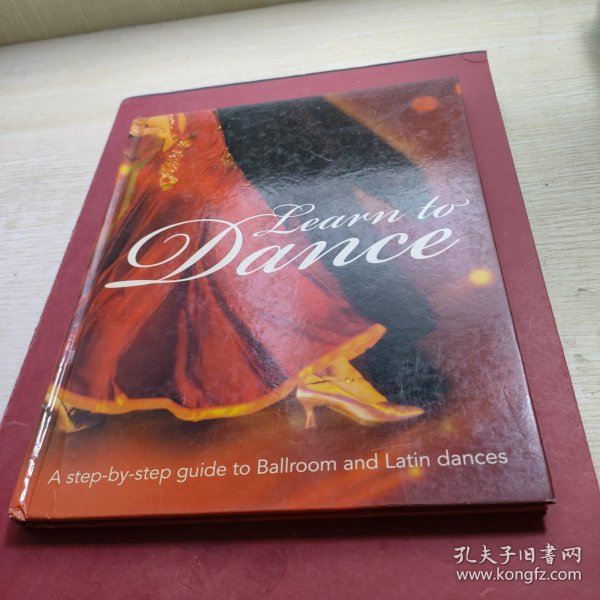 Learn to
Dance
A step-by-step guide to Ballroom and Latin dances
孔夫子旧书网
www.kongfz.com